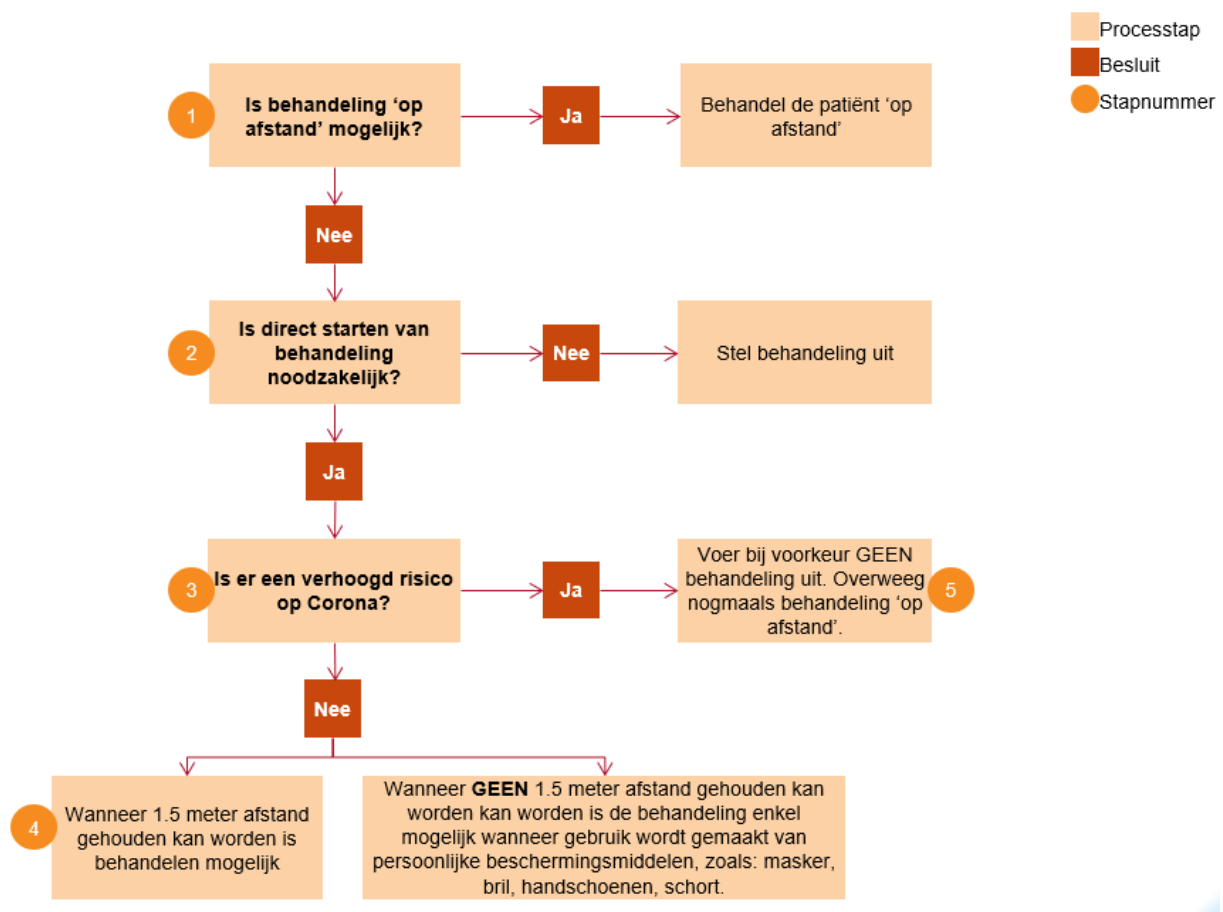 Processtap
Besluit
Stapnummer
1
Is behandeling ‘op
afstand’ mogelijk?
Ja
Behandel de patiënt ‘op
afstand’
Nee
2
Is direct starten van
behandeling
noodzakelijk?
Nee
Stel behandeling uit
Ja
3
Is er een verhoogd risico
op Corona?
Ja
Voer bij voorkeur GEEN
behandeling uit. Overweeg
nogmaals behandeling ‘op
afstand’.
5
Nee
4
Wanneer 1.5 meter afstand
gehouden kan worden is
behandelen mogelijk
Wanneer GEEN 1.5 meter afstand gehouden kan
worden kan worden is de behandeling enkel
mogelijk wanneer gebruik wordt gemaakt van
persoonlijke beschermingsmiddelen, zoals: masker,
bril, handschoenen, schort.